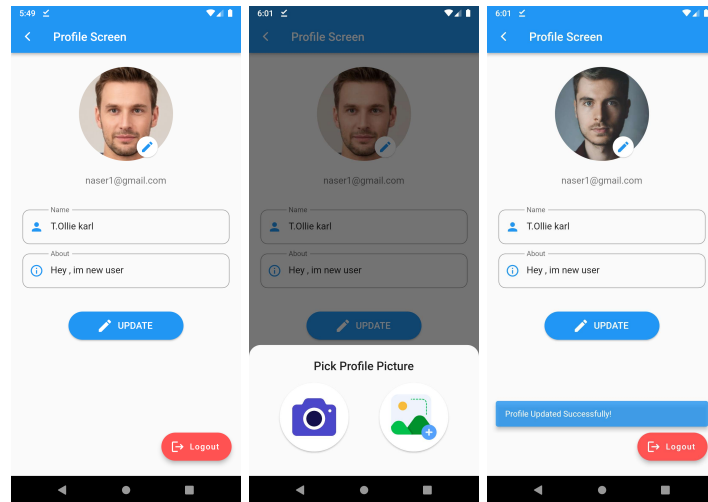 5:49
Profile Screen
naser1@gmail.com
Name
T.Ollie karl
About
Hey , im new user
UPDATE
Logout
6:01
Profile Screen
naser1@gmail.com
Name
T.Ollie karl
About
Hey , im new user
UPDATE
Pick Profile Picture
6:01
Profile Screen
naser1@gmail.com
Name
T.Ollie karl
About
Hey , im new user
UPDATE
Profile Updated Successfully!
Logout